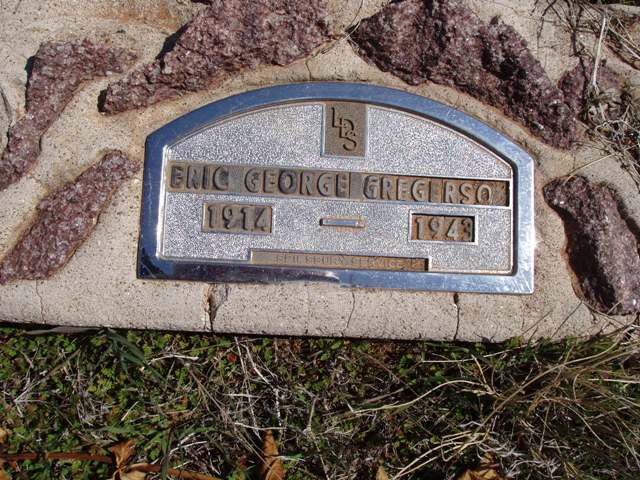 LDS
ERIC GEORGE GREGERSO
1914 — 1943